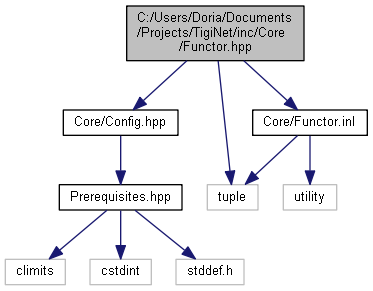 C:/Users/Doria/Documents
/Projects/TigiNet/inc/Core
/Functor.hpp
Core/Config.hpp
Core/Functor.inl
Prerequisites.hpp
tuple
utility
climits
cstdint
stddef.h